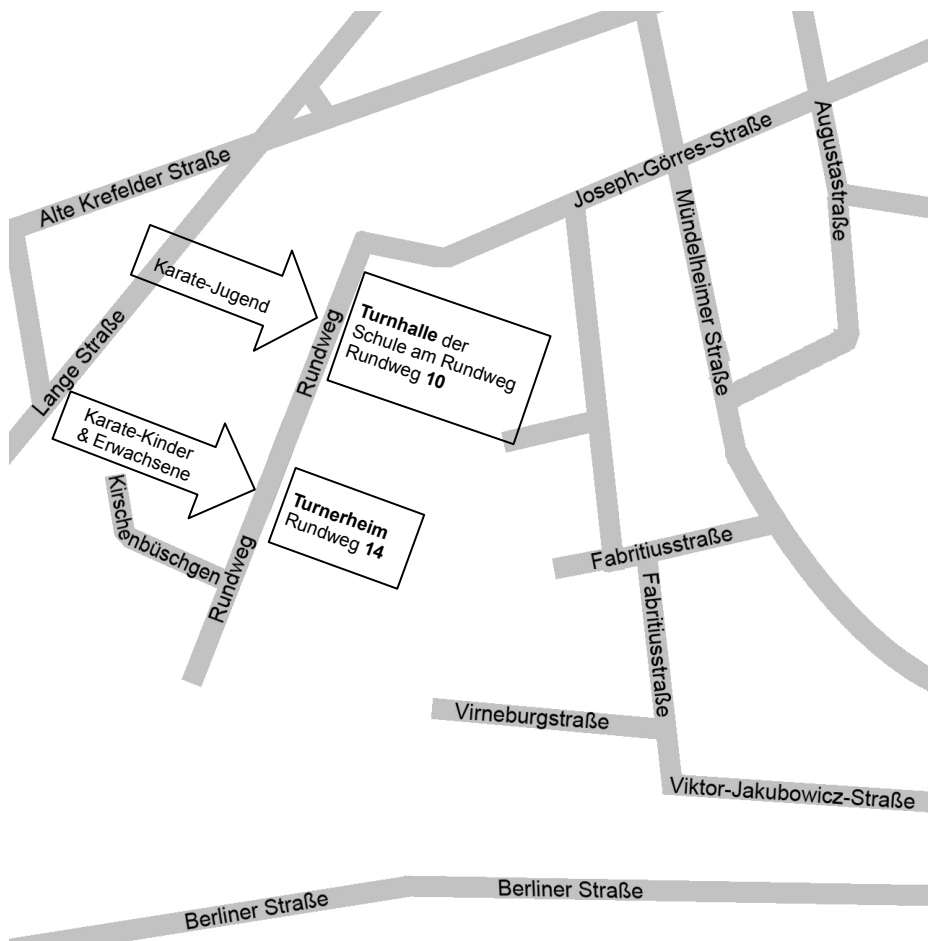 Alte Krefelder Straße
Joseph-Görres-Straße
Augustastraße
Mündelheimer Straße
Karate-Jugend
Rundweg
Turnhalle der
Schule am Rundweg
Rundweg 10
Lange Straße
Karate-Kinder
& Erwachsene
Kirschenbüschgen
Turnerheim
Rundweg 14
Rundweg
Fabritiusstraße
Fabritiusstraße
Virneburgstraße
Viktor-Jakubowicz-Straße
Berliner Straße
Berliner Straße